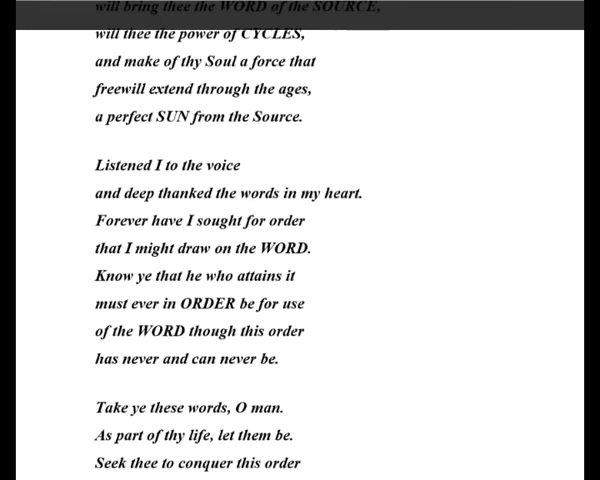 will bring thee the WORD of the SOURCE,
will thee the power of CYCLES,
and make of thy Soul a force that
freewill extend through the ages,
a perfect SUN from the Source.
Listened I to the voice
and deep thanked the words in my heart.
Forever have I sought for order
that I might draw on the WORD.
Know ye that he who attains it
must ever in ORDER be for use
of the WORD though this order
has never and can never be.
Take ye these words, O man.
As part of thy life, let them be.
Seek thee to conquer this order